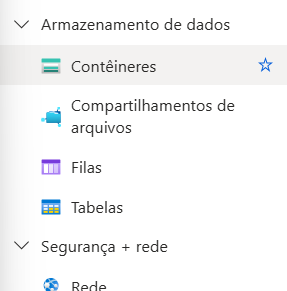 Armazenamento de dados
Contêineres
Compartilhamentos de
arquivos
Filas
Tabelas
Segurança + rede
Rede